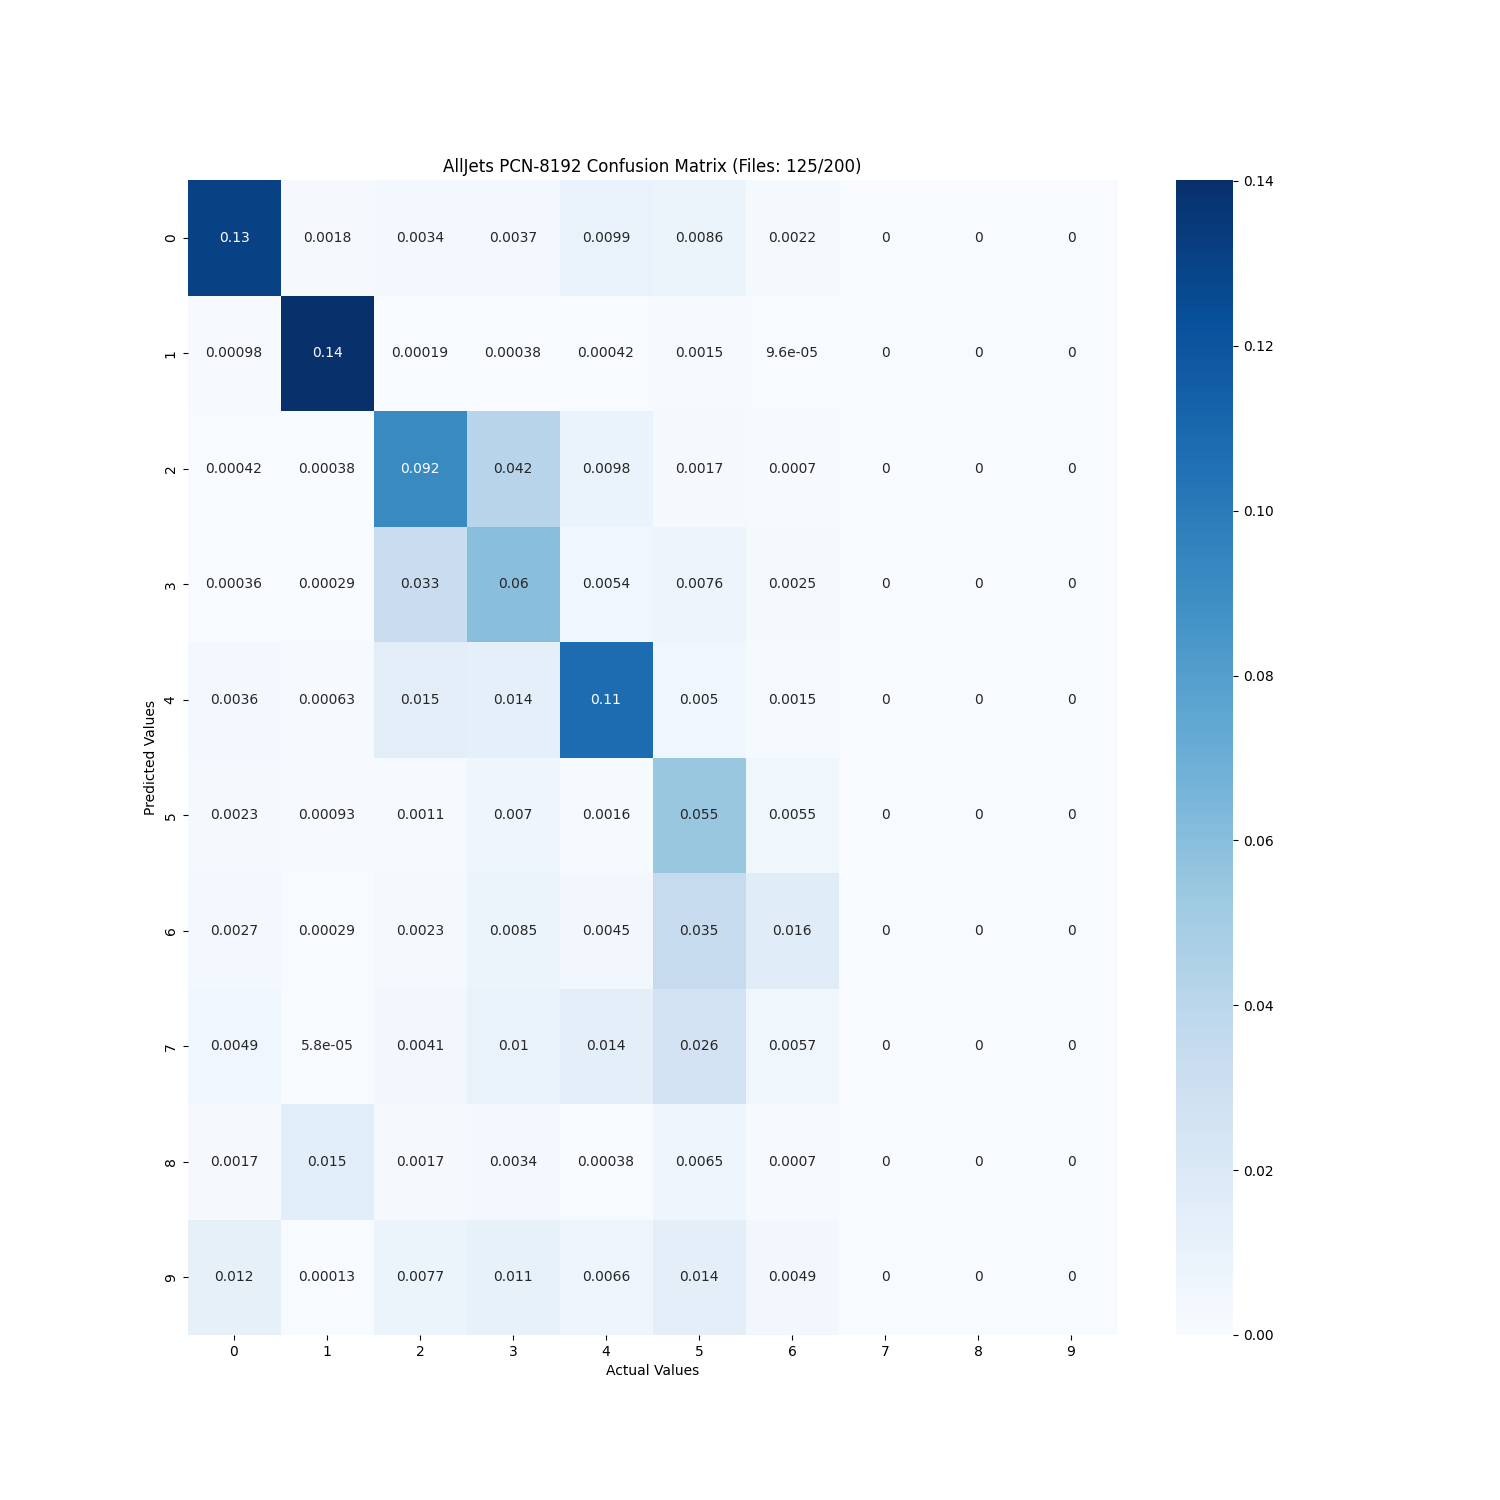 AllJets PCN-8192 Confusion Matrix (Files: 125/200)
0 0.13 0.0018 0.0034 0.0037 0.0099 0.0086 0.0022 0 0 0
1 0.00098 0.14 0.00019 0.00038 0.00042 0.0015 9.6e-05 0 0 0
2 0.00042 0.00038 0.092 0.042 0.0098 0.0017 0.0007 0 0 0
3 0.00036 0.00029 0.033 0.06 0.0054 0.0076 0.0025 0 0 0
4 0.0036 0.00063 0.015 0.014 0.11 0.005 0.0015 0 0 0
5 0.0023 0.00093 0.0011 0.007 0.0016 0.055 0.0055 0 0 0
6 0.0027 0.00029 0.0023 0.0085 0.0045 0.035 0.016 0 0 0
7 0.0049 5.8e-05 0.0041 0.01 0.014 0.026 0.0057 0 0 0
8 0.0017 0.015 0.0017 0.0034 0.00038 0.0065 0.0007 0 0 0
9 0.012 0.00013 0.0077 0.011 0.0066 0.014 0.0049 0 0 0
0 1 2 3 4 5 6 7 8 9
Actual Values
Predicted Values
0.14
0.12
0.10
0.08
0.06
0.04
0.02
0.00